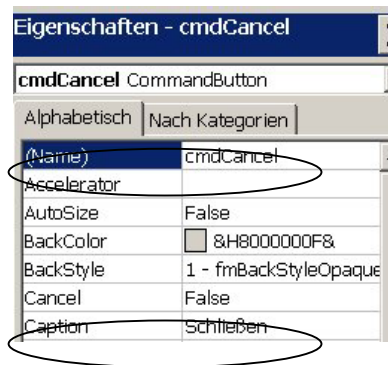 Eigenschaften - cmdCancel
cmdCancel CommandButton
Alphabetisch Nach Kategorien
(Name) cmdCancel
Accelerator
AutoSize False
BackColor &H8000000F&
BackStyle 1 - fmBackStyleOpaque
Cancel False
Caption Schließen